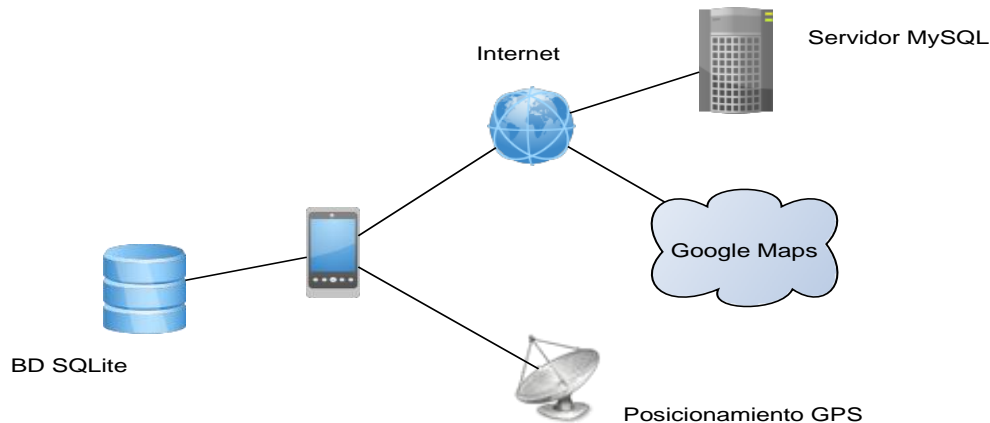 Servidor MySQL
Internet
Google Maps
BD SQLite
Posicionamiento GPS